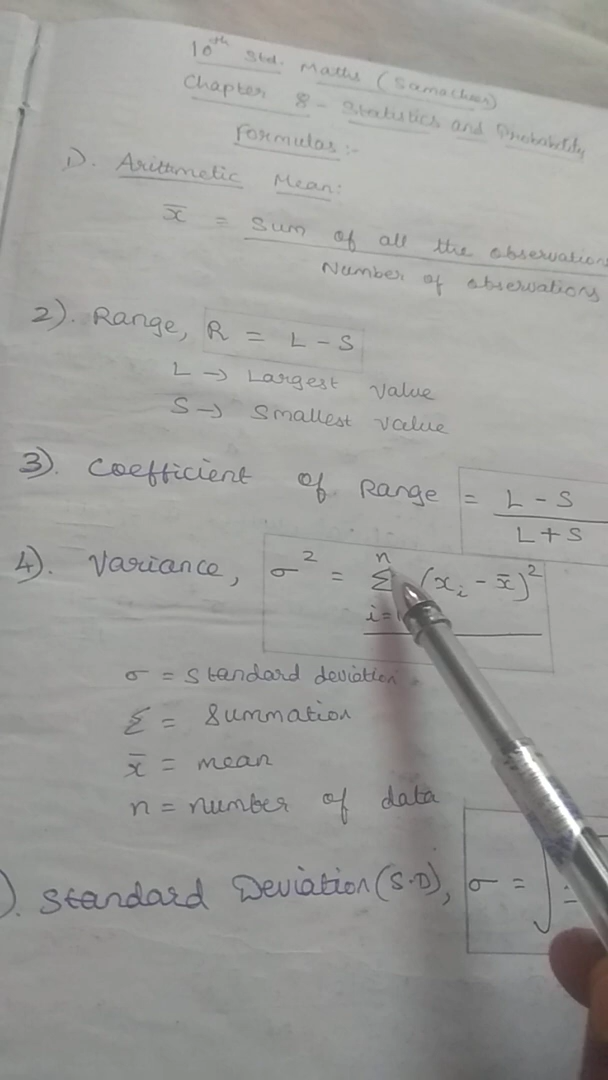 10th Std. Maths (Samacheer)
Chapter 8 - Statistics and Probability
Formulas:-
1). Arithmetic Mean:
x̄ = Sum of all the observations
Number of observations
2). Range, R = L - S
L → Largest value
S → Smallest value
3). Coefficient of Range = L - S
L + S
4). Variance, σ² = n Σ i=1 (xᵢ - x̄)²
σ = Standard deviation
Σ = Summation
x̄ = mean
n = number of data
). Standard Deviation (S.D), σ = √